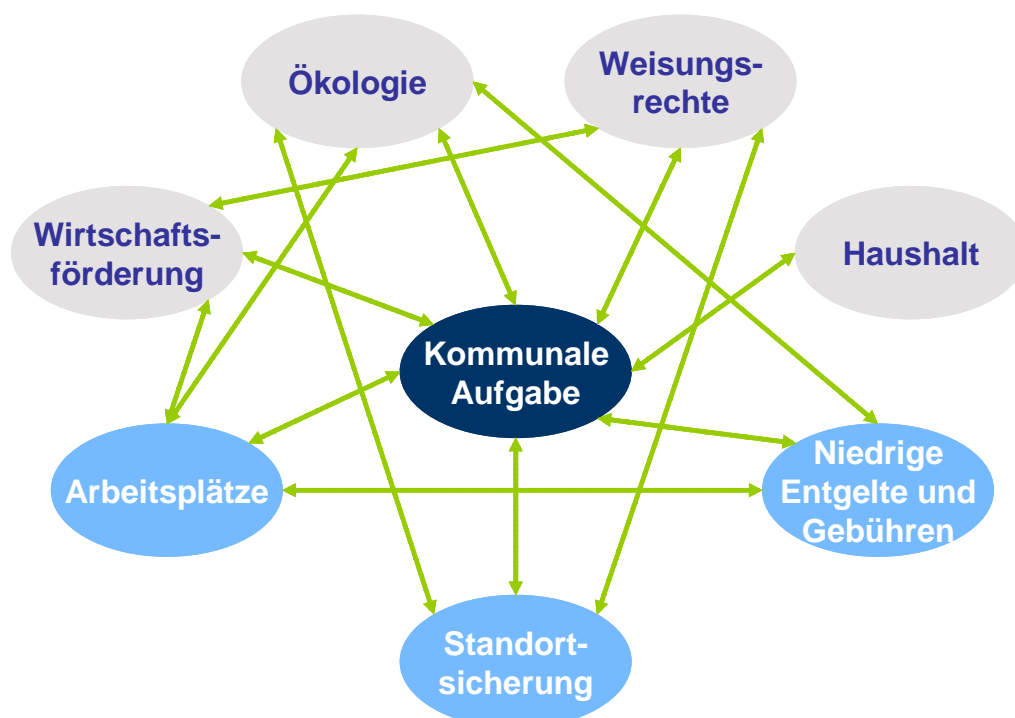 Ökologie
Weisungs-
rechte
Wirtschafts-
förderung
Haushalt
Kommunale
Aufgabe
Arbeitsplätze
Niedrige
Entgelte und
Gebühren
Standort-
sicherung